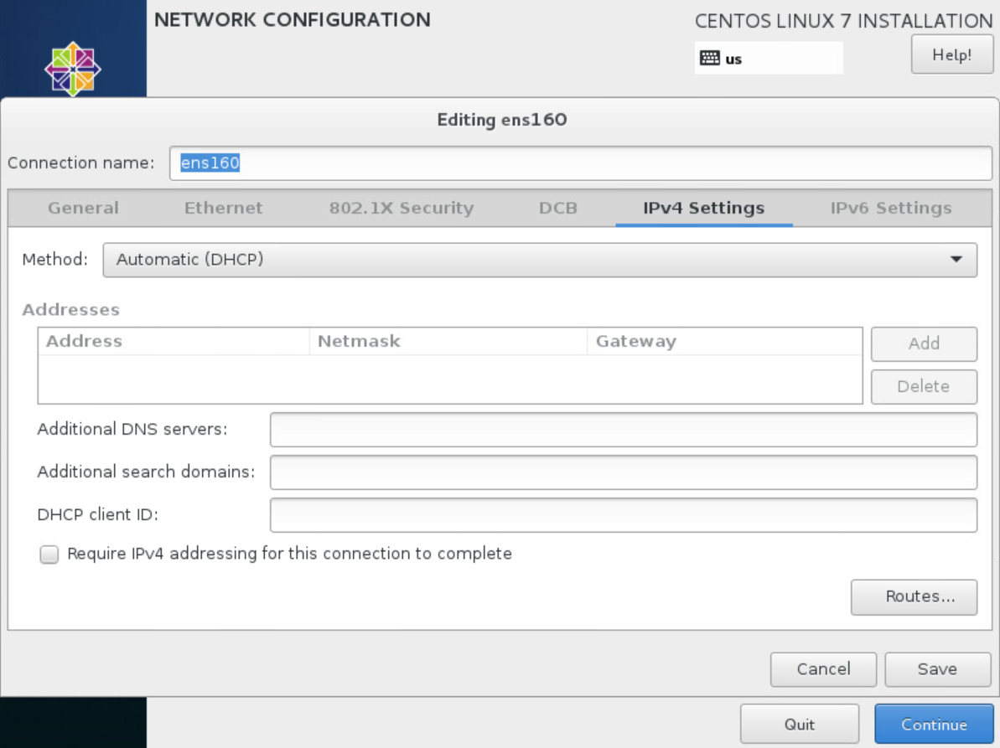 NETWORK CONFIGURATION
CENTOS LINUX 7 INSTALLATION
us
Help!
Editing ens160
Connection name: ens160
General Ethernet 802.1X Security DCB IPv4 Settings IPv6 Settings
Method: Automatic (DHCP)
Addresses
Address Netmask Gateway
Add
Delete
Additional DNS servers:
Additional search domains:
DHCP client ID:
Require IPv4 addressing for this connection to complete
Routes...
Cancel Save
Quit Continue